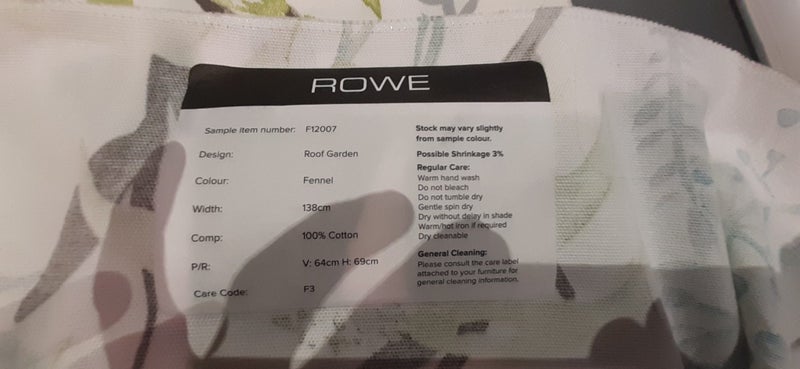 ROWE
Sample item number: F12007
Design: Roof Garden
Colour: Fennel
Width: 138cm
Comp: 100% Cotton
P/R: V: 64cm H: 69cm
Care Code: F3
Stock may vary slightly
from sample colour.
Possible Shrinkage 3%
Regular Care:
Warm hand wash
Do not bleach
Do not tumble dry
Gentle spin dry
Dry without delay in shade
Warm/hot iron if required
Dry cleanable
General Cleaning:
Please consult the care label
attached to your furniture for
general cleaning information.